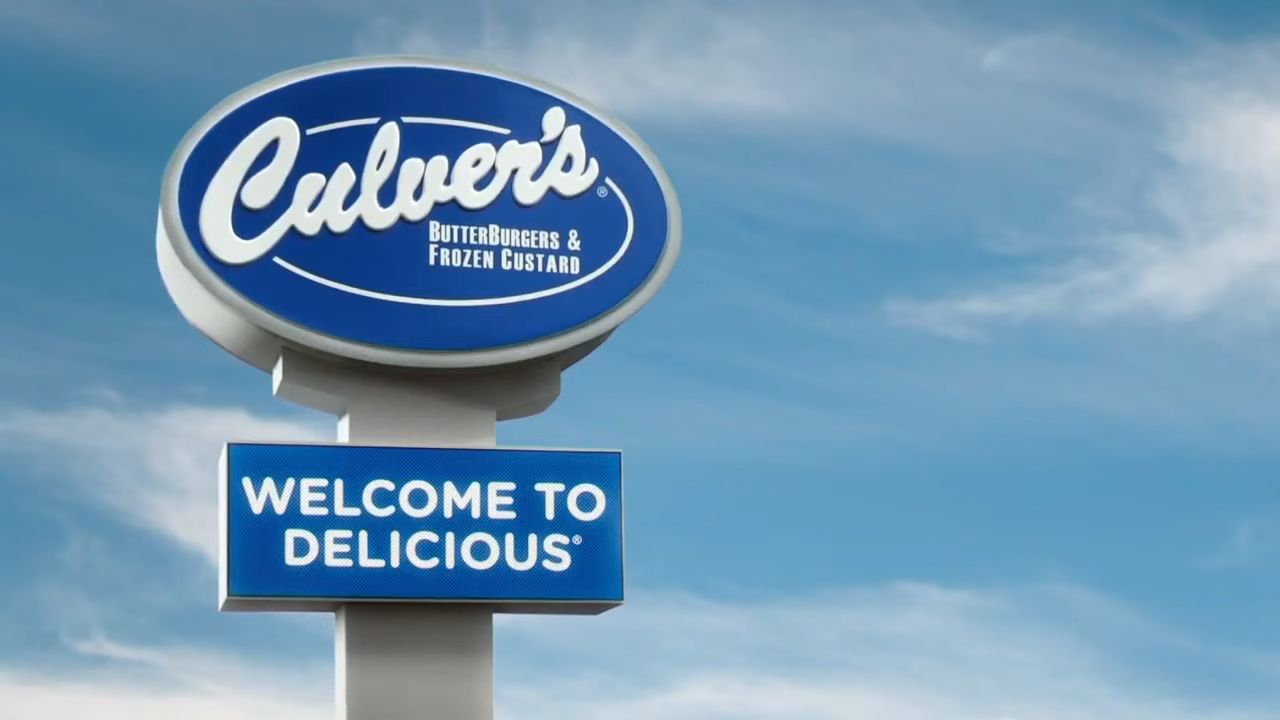 Culver's®
BUTTERBURGERS &
FROZEN CUSTARD
WELCOME TO
DELICIOUS®